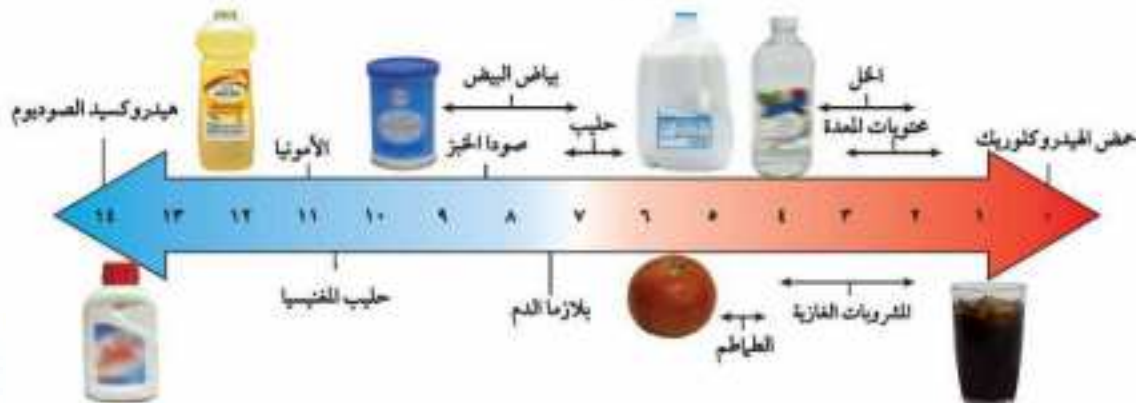 الخل
بياض البيض
محتويات المعدة
حليب
هيدروكسيد الصوديوم
حمض الهيدروكلوريك
صودا الخبز
الأمونيا
٠ ١ ٢ ٣ ٤ ٥ ٦ ٧ ٨ ٩ ١٠ ١١ ١٢ ١٣ ١٤
المشروبات الغازية
بلازما الدم
حليب المغنيسيا
الطماطم